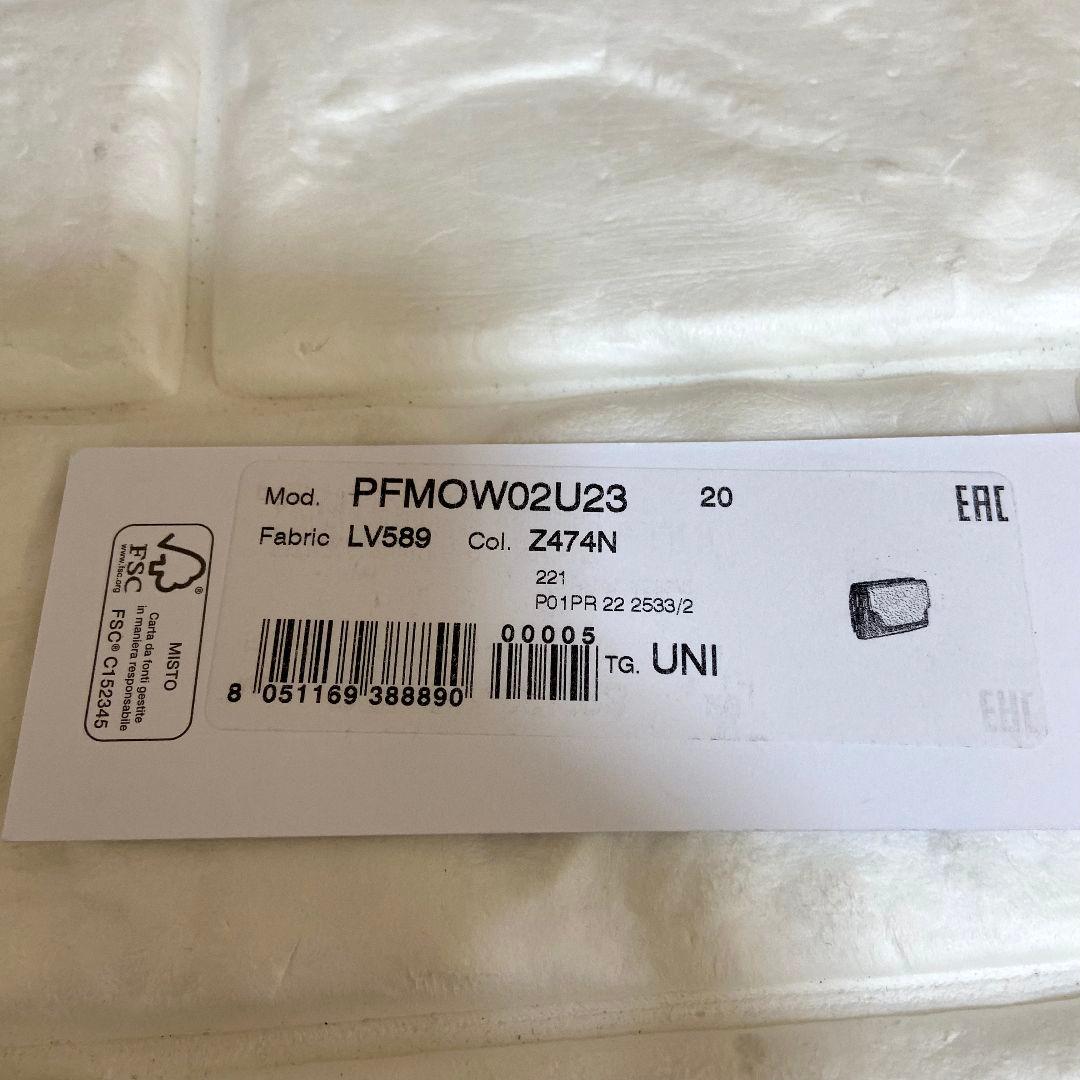 Mod. PFMOW02U23 20
EAC
Fabric LV589 Col. Z474N
221
P01PR 22 2533/2
00005
TG. UNI
8 051169 388890
EAC
FSC®
www.fsc.org
MISTO
Carta da fonti gestite
in maniera responsabile
FSC® C152345